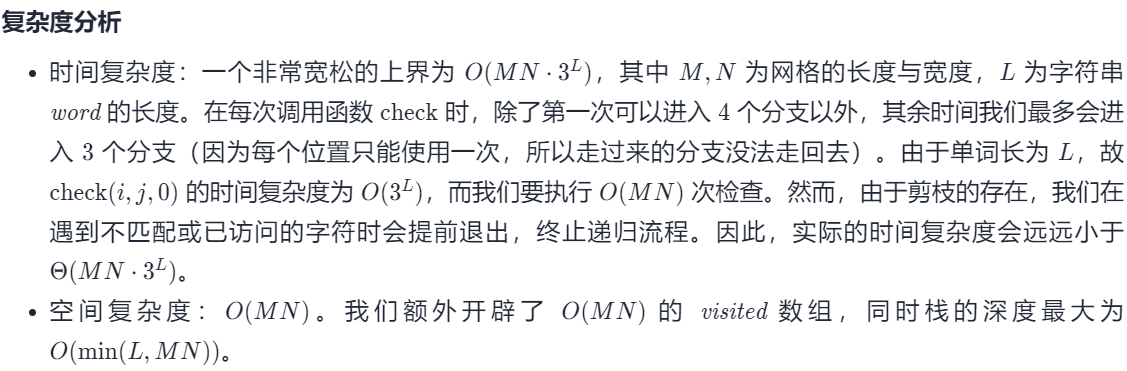 复杂度分析
• 时间复杂度：一个非常宽松的上界为 O(MN · 3^L)，其中 M, N 为网格的长度与宽度，L 为字符串
word 的长度。在每次调用函数 check 时，除了第一次可以进入 4 个分支以外，其余时间我们最多会进
入 3 个分支（因为每个位置只能使用一次，所以走过来的分支没法走回去）。由于单词长为 L，故
check(i, j, 0) 的时间复杂度为 O(3^L)，而我们要执行 O(MN) 次检查。然而，由于剪枝的存在，我们在
遇到不匹配或已访问的字符时会提前退出，终止递归流程。因此，实际的时间复杂度会远远小于
Θ(MN · 3^L)。
• 空间复杂度：O(MN)。我们额外开辟了 O(MN) 的 visited 数组，同时栈的深度最大为
O(min(L, MN))。